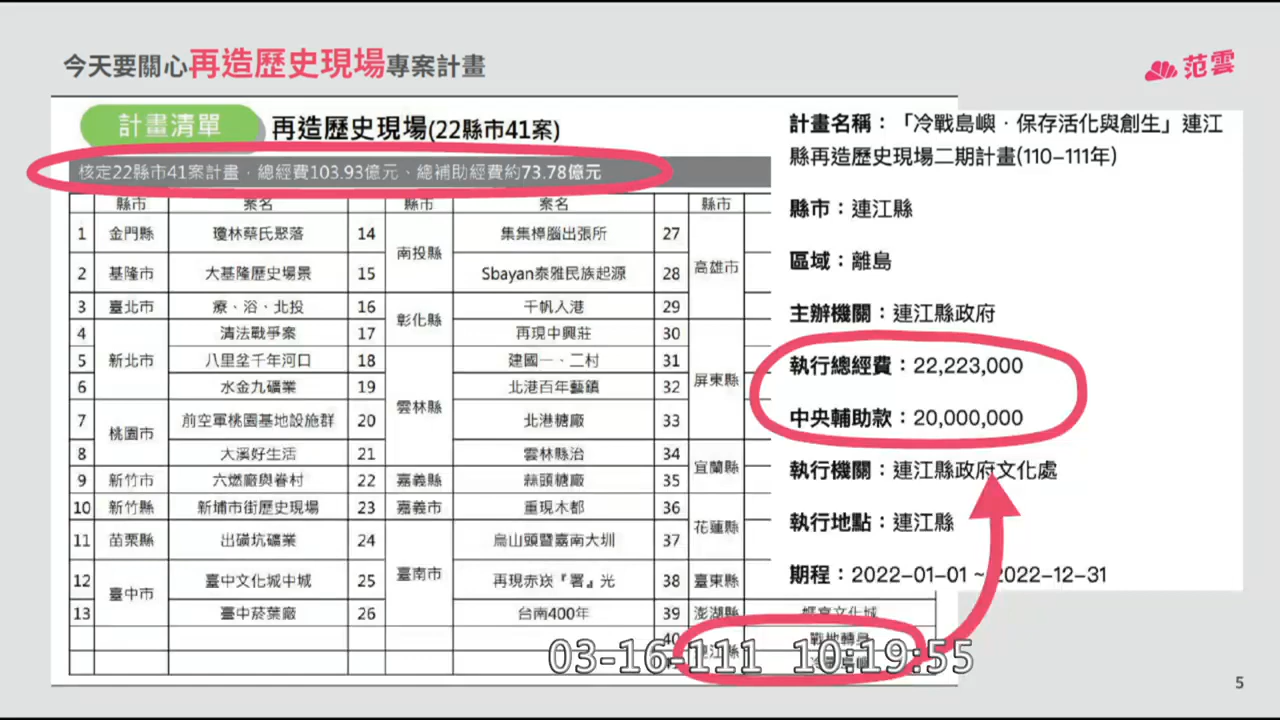 今天要關心再造歷史現場專案計畫
范雲
計畫清單 再造歷史現場(22縣市41案)
核定22縣市41案計畫，總經費103.93億元、總補助經費約73.78億元
縣市 案名 縣市 案名 縣市
1 金門縣 瓊林蔡氏聚落 14 南投縣 集集樟腦出張所 27 高雄市
2 基隆市 大基隆歷史場景 15 Sbayan泰雅民族起源 28
3 臺北市 療、浴、北投 16 彰化縣 千帆入港 29
4 新北市 清法戰爭案 17 再現中興莊 30 屏東縣
5 八里坌千年河口 18 雲林縣 建國一、二村 31
6 水金九礦業 19 北港百年藝鎮 32
7 桃園市 前空軍桃園基地設施群 20 北港糖廠 33
8 大溪好生活 21 雲林縣治 34 宜蘭縣
9 新竹市 六燃廠與眷村 22 嘉義縣 蒜頭糖廠 35
10 新竹縣 新埔市街歷史現場 23 嘉義市 重現木都 36 花蓮縣
11 苗栗縣 出磺坑礦業 24 臺南市 烏山頭暨嘉南大圳 37
12 臺中市 臺中文化城中城 25 再現赤崁『署』光 38 臺東縣
13 臺中菸葉廠 26 台南400年 39 澎湖縣 媽宮文化城
40 戰地轉身
計畫名稱：「冷戰島嶼．保存活化與創生」連江
縣再造歷史現場二期計畫(110-111年)
縣市：連江縣
區域：離島
主辦機關：連江縣政府
執行總經費：22,223,000
中央輔助款：20,000,000
執行機關：連江縣政府文化處
執行地點：連江縣
期程：2022-01-01 ~ 2022-12-31
03-16-111 10:19:55
5